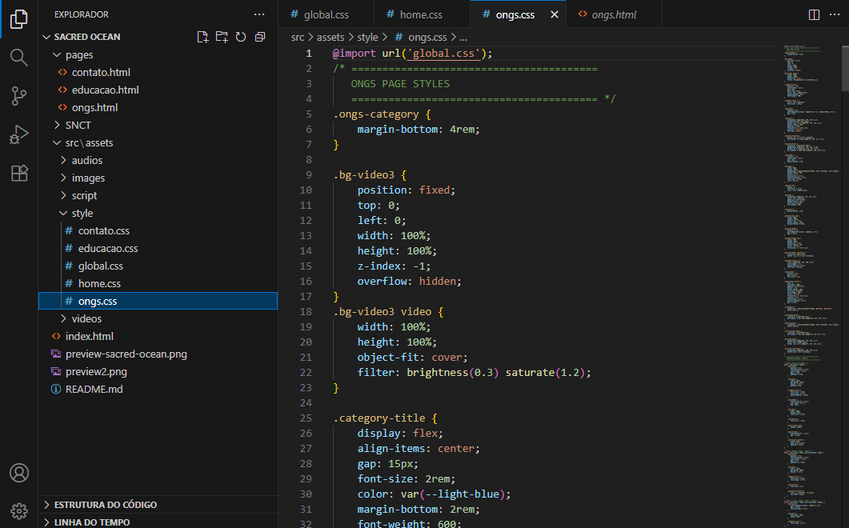 EXPLORADOR
SACRED OCEAN
pages
contato.html
educacao.html
ongs.html
SNCT
src\assets
audios
images
script
style
contato.css
educacao.css
global.css
home.css
ongs.css
videos
index.html
preview-sacred-ocean.png
preview2.png
README.md
ESTRUTURA DO CÓDIGO
LINHA DO TEMPO
# global.css # home.css # ongs.css ongs.html
src > assets > style > # ongs.css > ...
1 @import url('global.css');
2 /* ========================================
3 ONGS PAGE STYLES
4 ======================================== */
5 .ongs-category {
6 margin-bottom: 4rem;
7 }
8
9 .bg-video3 {
10 position: fixed;
11 top: 0;
12 left: 0;
13 width: 100%;
14 height: 100%;
15 z-index: -1;
16 overflow: hidden;
17 }
18 .bg-video3 video {
19 width: 100%;
20 height: 100%;
21 object-fit: cover;
22 filter: brightness(0.3) saturate(1.2);
23 }
24
25 .category-title {
26 display: flex;
27 align-items: center;
28 gap: 15px;
29 font-size: 2rem;
30 color: var(--light-blue);
31 margin-bottom: 2rem;
32 font-weight: 600;